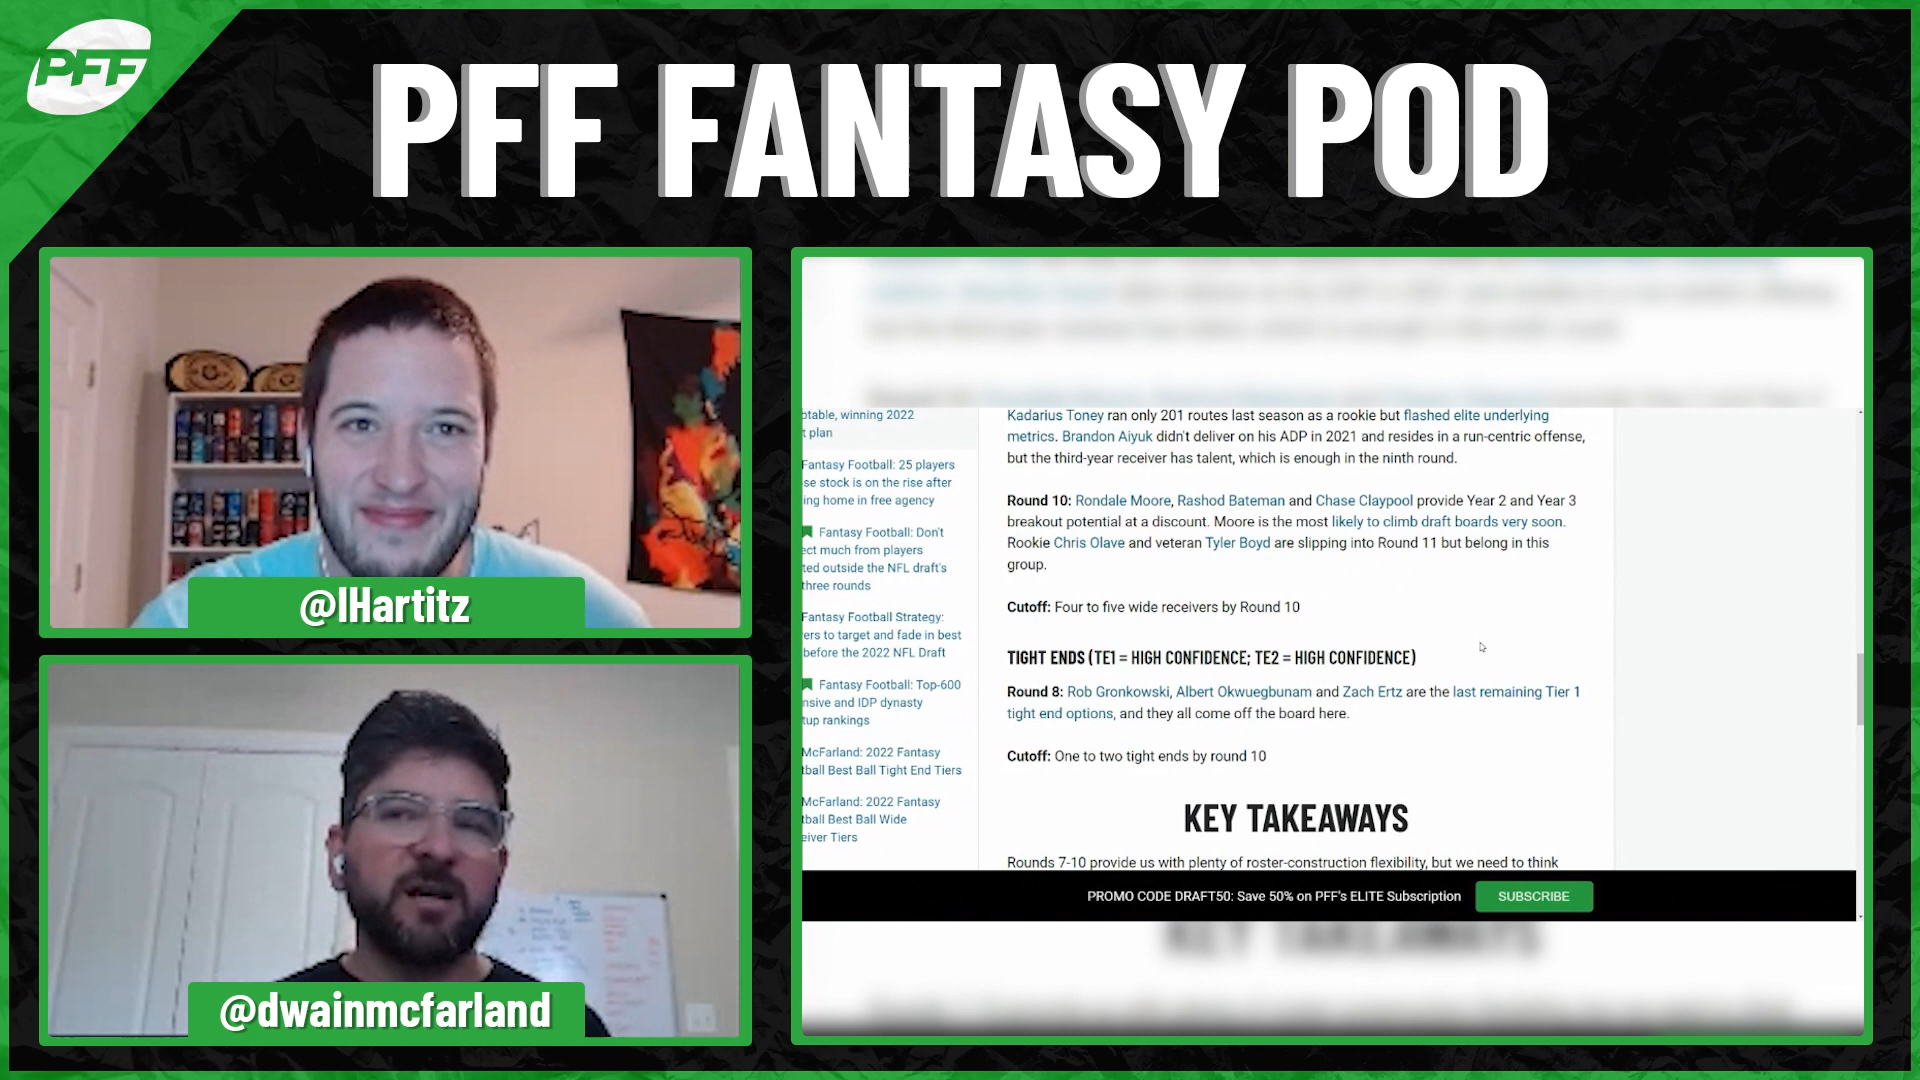 PFF
PFF FANTASY POD
@IHartitz
@dwainmcfarland
otable, winning 2022
t plan
Fantasy Football: 25 players
se stock is on the rise after
ing home in free agency
Fantasy Football: Don't
ect much from players
ted outside the NFL draft's
three rounds
Fantasy Football Strategy:
ers to target and fade in best
before the 2022 NFL Draft
Fantasy Football: Top-600
nsive and IDP dynasty
tup rankings
McFarland: 2022 Fantasy
tball Best Ball Tight End Tiers
McFarland: 2022 Fantasy
tball Best Ball Wide
eiver Tiers
Kadarius Toney ran only 201 routes last season as a rookie but flashed elite underlying
metrics. Brandon Aiyuk didn't deliver on his ADP in 2021 and resides in a run-centric offense,
but the third-year receiver has talent, which is enough in the ninth round.
Round 10: Rondale Moore, Rashod Bateman and Chase Claypool provide Year 2 and Year 3
breakout potential at a discount. Moore is the most likely to climb draft boards very soon.
Rookie Chris Olave and veteran Tyler Boyd are slipping into Round 11 but belong in this
group.
Cutoff: Four to five wide receivers by Round 10
TIGHT ENDS (TE1 = HIGH CONFIDENCE; TE2 = HIGH CONFIDENCE)
Round 8: Rob Gronkowski, Albert Okwuegbunam and Zach Ertz are the last remaining Tier 1
tight end options, and they all come off the board here.
Cutoff: One to two tight ends by round 10
KEY TAKEAWAYS
Rounds 7-10 provide us with plenty of roster-construction flexibility, but we need to think
PROMO CODE DRAFT50: Save 50% on PFF's ELITE Subscription
SUBSCRIBE
KEY TAKEAWAYS